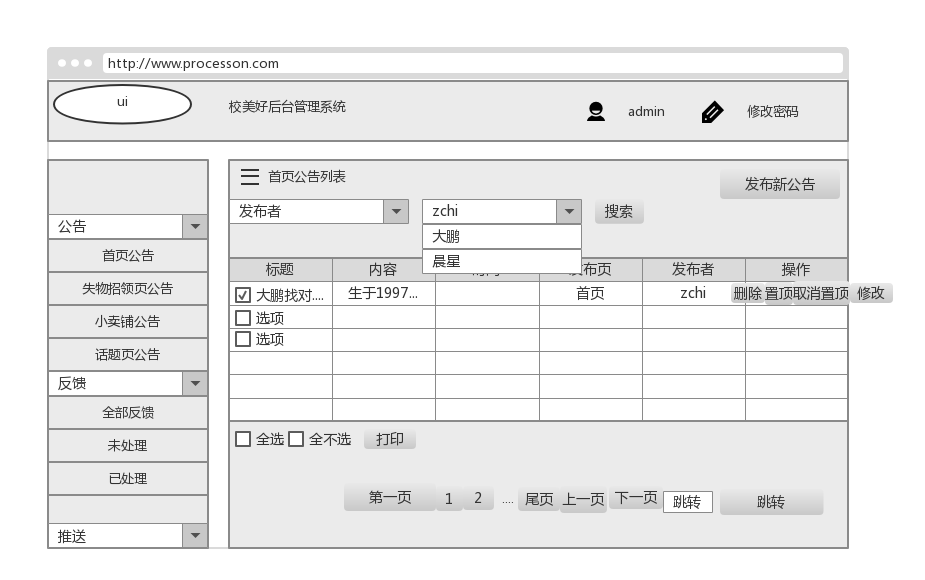 http://www.processon.com
ui
校美好后台管理系统
admin
修改密码
首页公告列表
发布新公告
公告
发布者
zchi
搜索
大鹏
晨星
首页公告
失物招领页公告
小卖铺公告
话题页公告
反馈
全部反馈
未处理
已处理
推送
标题 内容 发布页 发布者 操作
大鹏找对.... 生于1997... 首页 zchi 删除 置顶 取消置顶 修改
选项
选项
全选 全不选 打印
第一页 1 2 .... 尾页 上一页 下一页 跳转 跳转